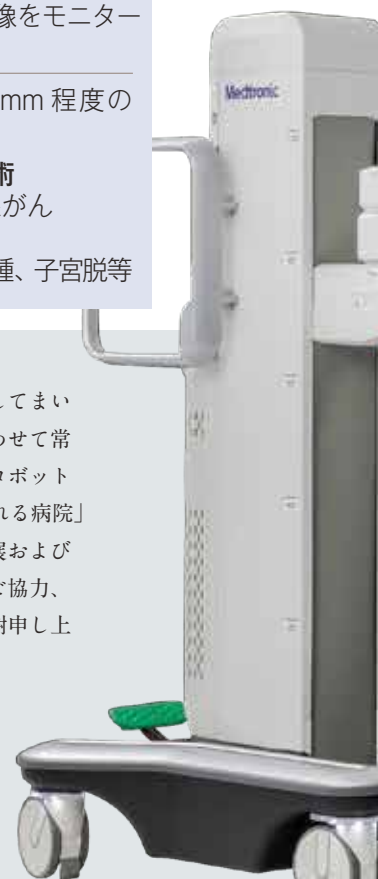 像をモニター
mm 程度の
術
がん
種、子宮脱等
してまい
わせて常
ロボット
れる病院」
展および
ご協力、
謝申し上
Medtronic